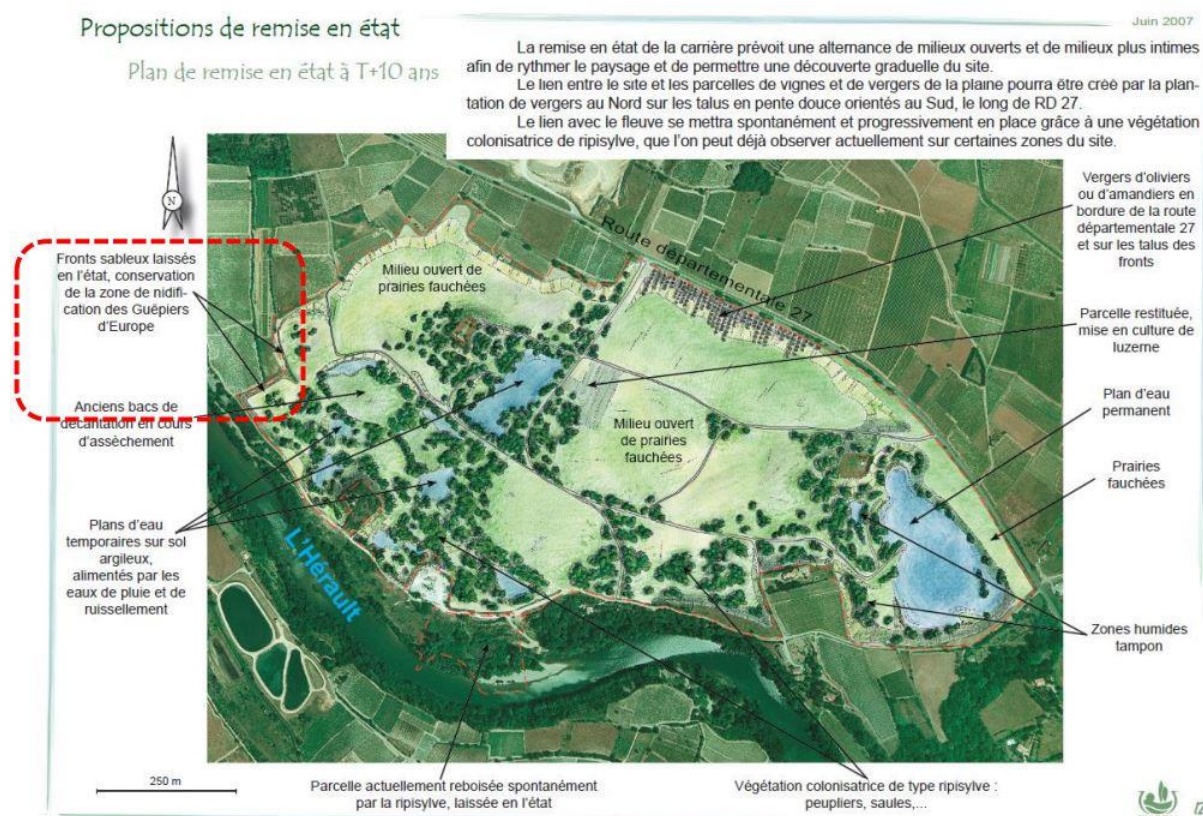 Propositions de remise en état
Juin 2007
Plan de remise en état à T+10 ans
La remise en état de la carrière prévoit une alternance de milieux ouverts et de milieux plus intimes
afin de rythmer le paysage et de permettre une découverte graduelle du site.
Le lien entre le site et les parcelles de vignes et de vergers de la plaine pourra être créé par la plan-
tation de vergers au Nord sur les talus en pente douce orientés au Sud, le long de RD 27.
Le lien avec le fleuve se mettra spontanément et progressivement en place grâce à une végétation
colonisatrice de ripisylve, que l'on peut déjà observer actuellement sur certaines zones du site.
N
Fronts sableux laissés
en l'état, conservation
de la zone de nidifi-
cation des Guêpiers
d'Europe
Anciens bacs de
décantation en cours
d'assèchement
Plans d'eau
temporaires sur sol
argileux,
alimentés par les
eaux de pluie et de
ruissellement
Milieu ouvert de
prairies fauchées
Route départementale 27
Milieu ouvert
de prairies
fauchées
L'Hérault
Vergers d'oliviers
ou d'amandiers en
bordure de la route
départementale 27
et sur les talus des
fronts
Parcelle restituée,
mise en culture de
luzerne
Plan d'eau
permanent
Prairies
fauchées
Zones humides
tampon
250 m
Parcelle actuellement reboisée spontanément
par la ripisylve, laissée en l'état
Végétation colonisatrice de type ripisylve :
peupliers, saules,...